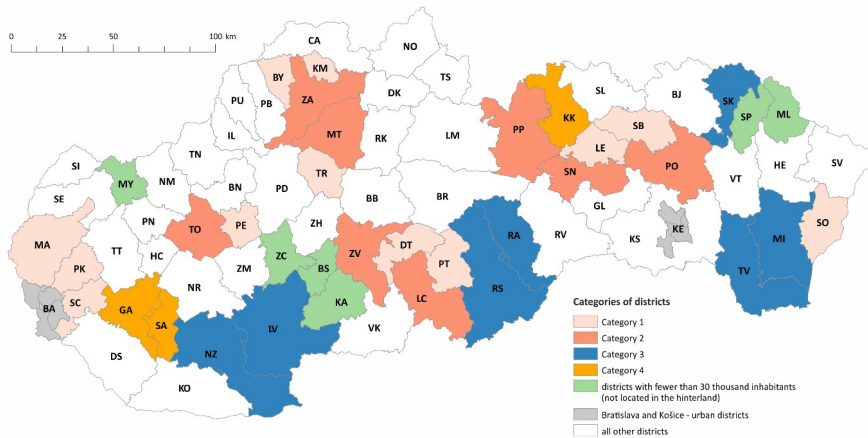 0 25 50 100 km
CA
NO
KM
BY
TS
PU
PB
ZA
DK
SL
BJ
SK
SP
ML
KK
IL
MT
RK
LM
PP
SB
LE
TN
SI
MY
NM
TR
SN
PO
HE
SV
VT
BN
PD
BB
BR
SE
GL
PN
TO
PE
ZH
MA
TT
HC
ZC
ZV
DT
RA
RV
KS
KE
SO
MI
PK
ZM
BS
PT
TV
NR
RS
BA
SC
GA
SA
KA
LC
LV
VK
NZ
DS
KO
Categories of districts
Category 1
Category 2
Category 3
Category 4
districts with fewer than 30 thousand inhabitants
(not located in the hinterland)
Bratislava and Košice - urban districts
all other districts